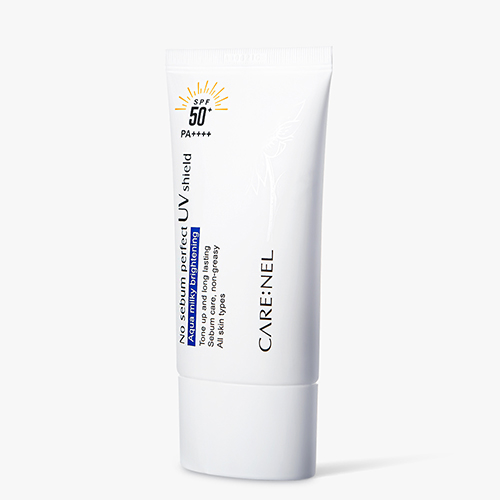 SPF
50+
PA++++
No sebum perfect UV shield
Aqua milky brightening
Tone up and long lasting
Sebum care, non-greasy
All skin types
CARE:NEL